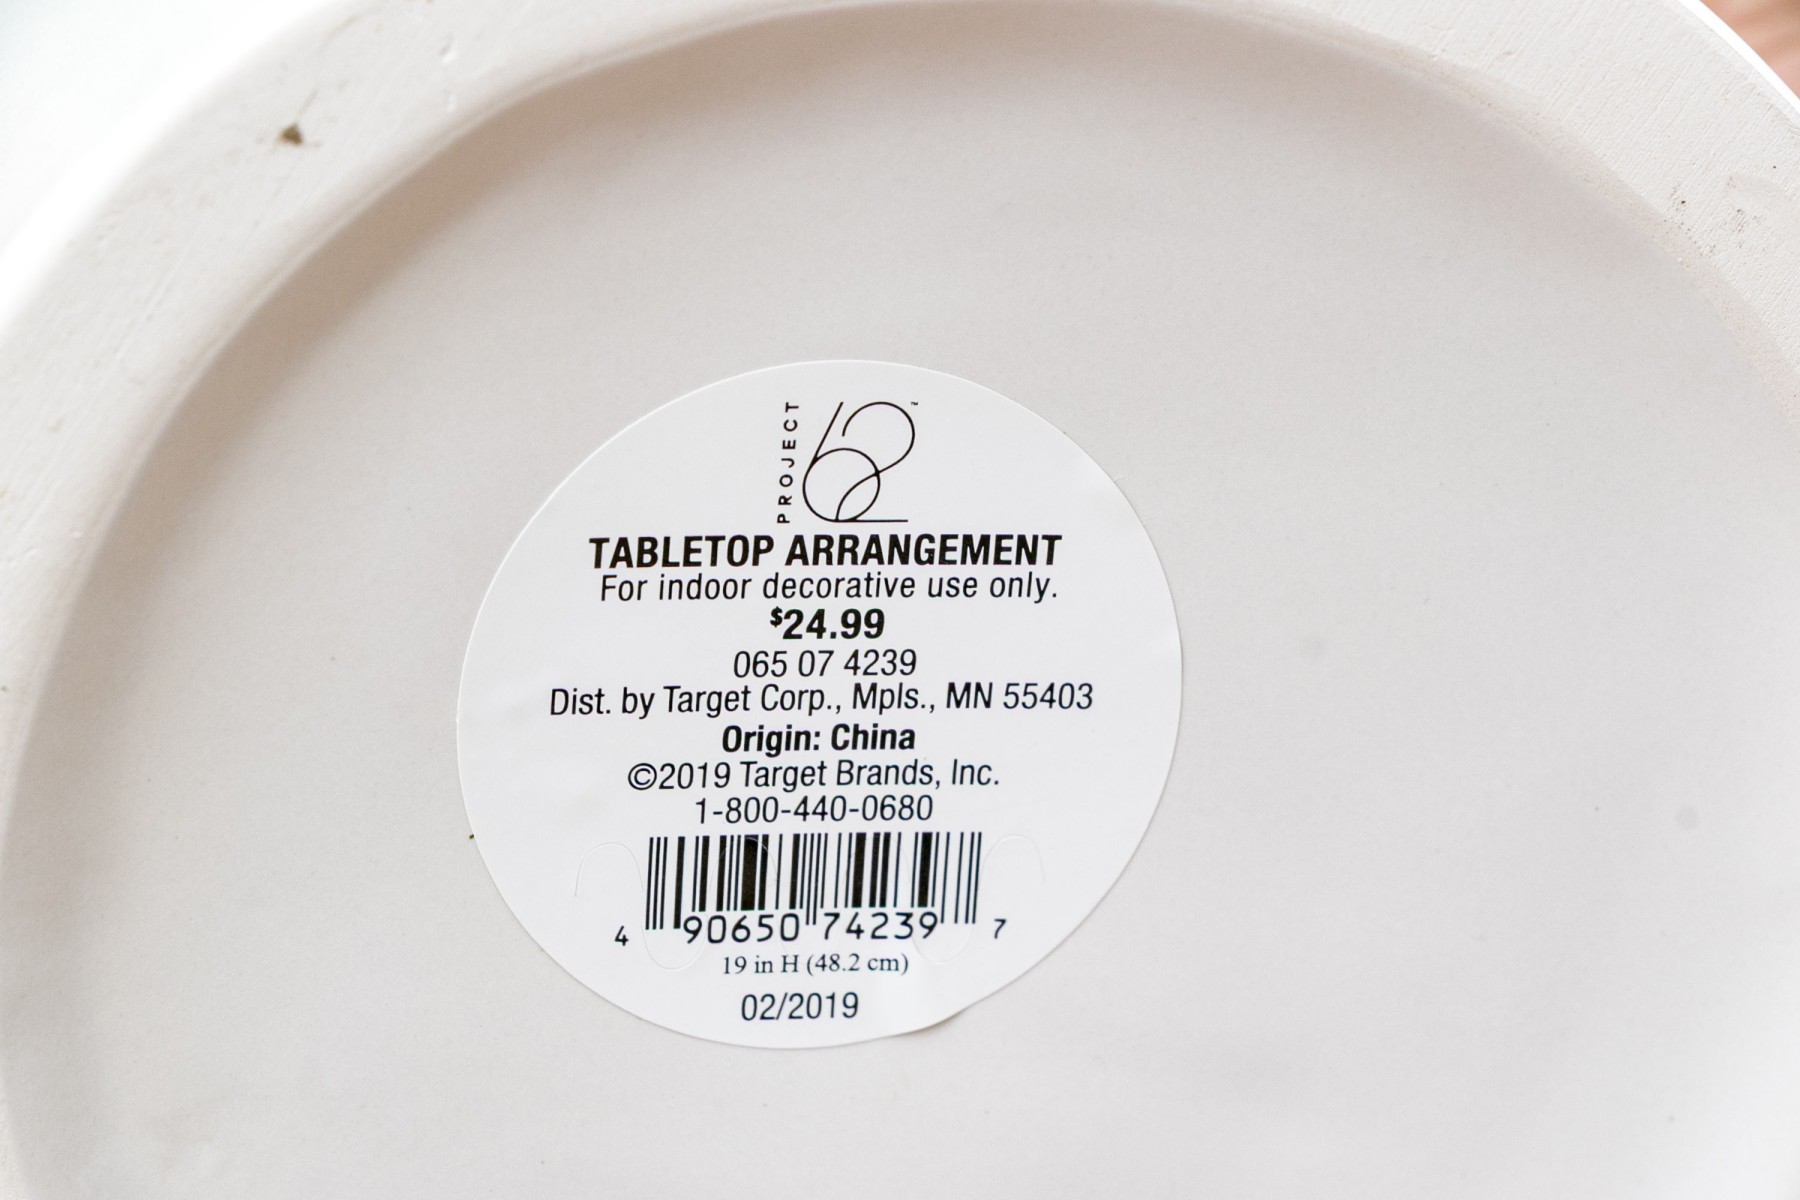 PROJECT 62™
TABLETOP ARRANGEMENT
For indoor decorative use only.
$24.99
065 07 4239
Dist. by Target Corp., Mpls., MN 55403
Origin: China
©2019 Target Brands, Inc.
1-800-440-0680
4 90650 74239 7
19 in H (48.2 cm)
02/2019